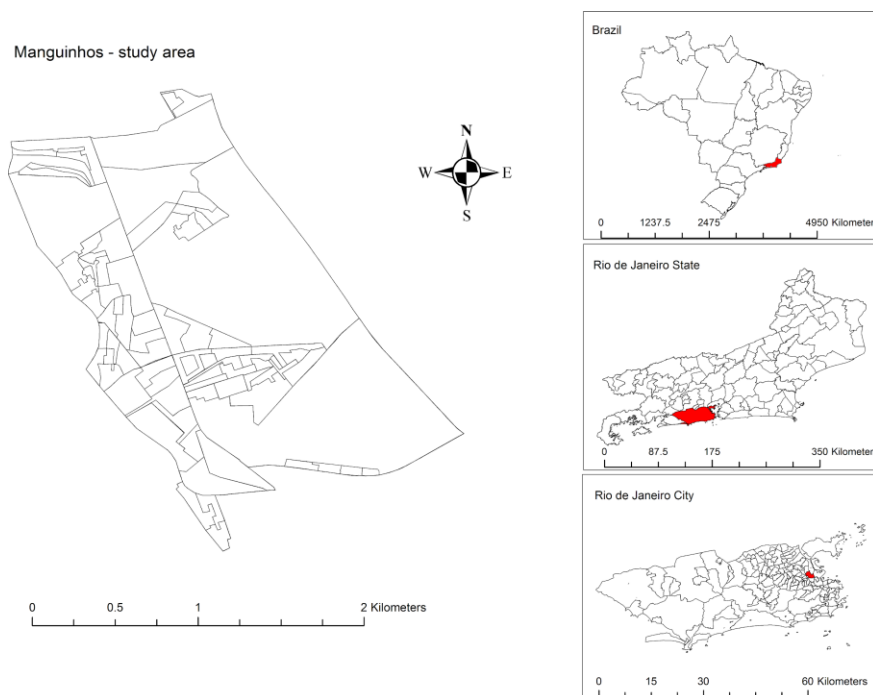 Manguinhos - study area
N
W E
S
0 0.5 1 2 Kilometers
Brazil
0 1237.5 2475 4950 Kilometer
Rio de Janeiro State
0 87.5 175 350 Kilometer
Rio de Janeiro City
0 15 30 60 Kilometers